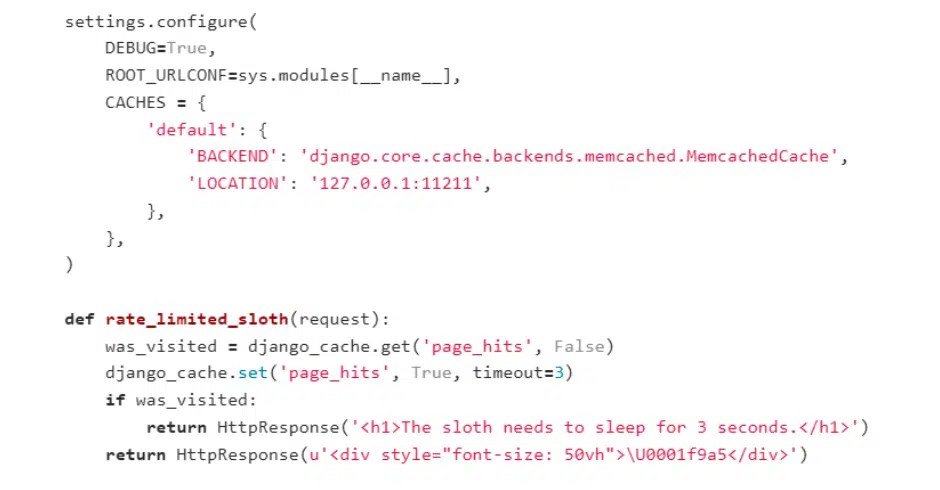 settings.configure(
    DEBUG=True,
    ROOT_URLCONF=sys.modules[__name__],
    CACHES = {
        'default': {
            'BACKEND': 'django.core.cache.backends.memcached.MemcachedCache',
            'LOCATION': '127.0.0.1:11211',
        },
    },
)

def rate_limited_sloth(request):
    was_visited = django_cache.get('page_hits', False)
    django_cache.set('page_hits', True, timeout=3)
    if was_visited:
        return HttpResponse('<h1>The sloth needs to sleep for 3 seconds.</h1>')
    return HttpResponse(u'<div style="font-size: 50vh">\U0001f9a5</div>')